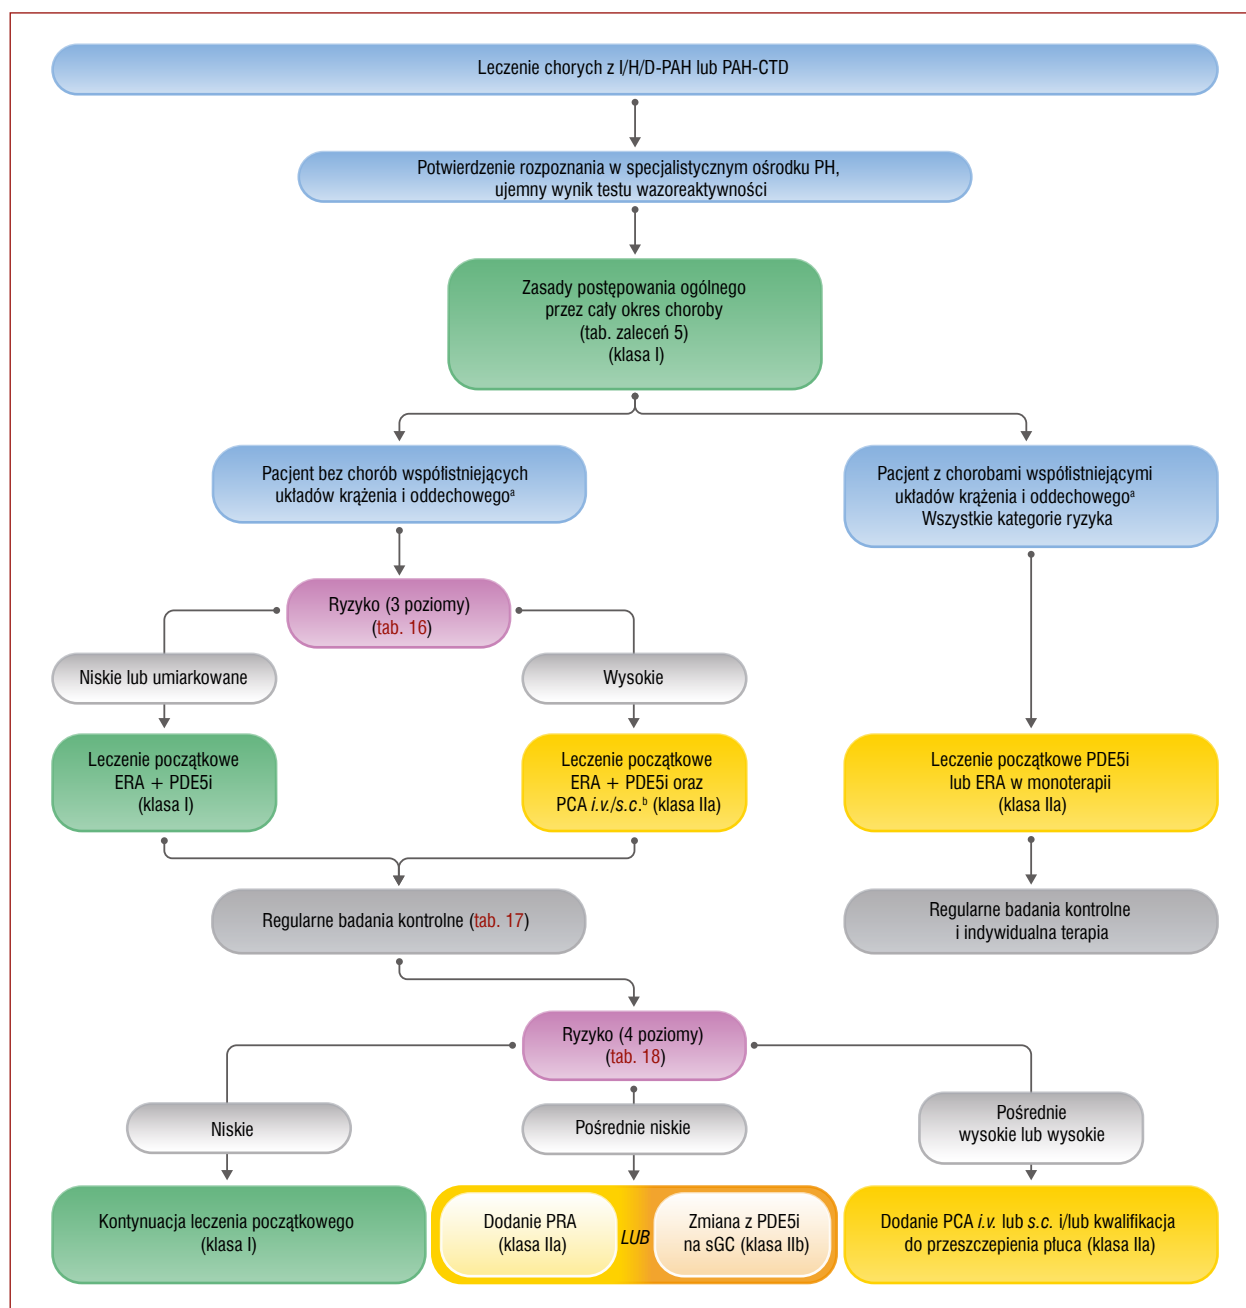 Leczenie chorych z I/H/D-PAH lub PAH-CTD
Potwierdzenie rozpoznania w specjalistycznym ośrodku PH,
ujemny wynik testu wazoreaktywności
Zasady postępowania ogólnego
przez cały okres choroby
(tab. zaleceń 5)
(klasa I)
Pacjent bez chorób współistniejących
układów krążenia i oddechowegoᵃ
Pacjent z chorobami współistniejącymi
układów krążenia i oddechowegoᵃ
Wszystkie kategorie ryzyka
Ryzyko (3 poziomy)
(tab. 16)
Niskie lub umiarkowane
Wysokie
Leczenie początkowe
ERA + PDE5i
(klasa I)
Leczenie początkowe
ERA + PDE5i oraz
PCA i.v./s.c.ᵇ (klasa IIa)
Leczenie początkowe PDE5i
lub ERA w monoterapii
(klasa IIa)
Regularne badania kontrolne (tab. 17)
Regularne badania kontrolne
i indywidualna terapia
Ryzyko (4 poziomy)
(tab. 18)
Niskie
Pośrednie niskie
Pośrednie
wysokie lub wysokie
Kontynuacja leczenia początkowego
(klasa I)
Dodanie PRA
(klasa IIa)
LUB
Zmiana z PDE5i
na sGC (klasa IIb)
Dodanie PCA i.v. lub s.c. i/lub kwalifikacja
do przeszczepienia płuca (klasa IIa)